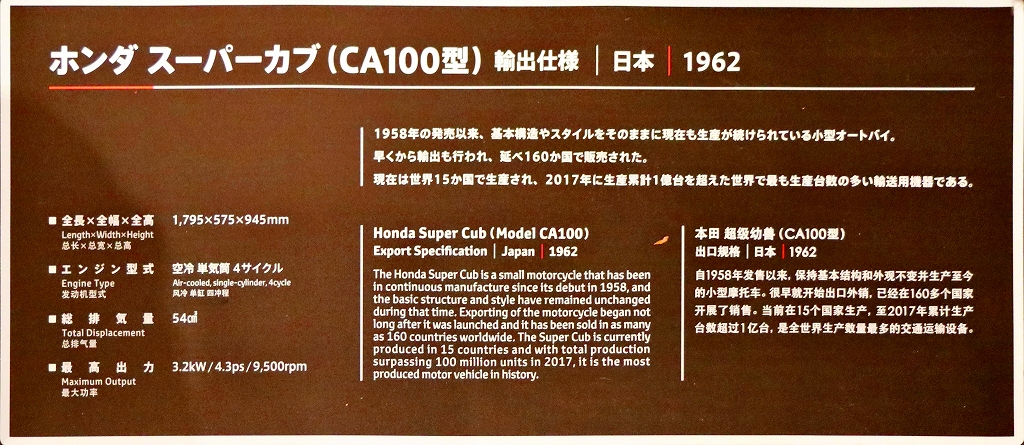 ホンダ スーパーカブ（CA100型）輸出仕様 | 日本 | 1962
1958年の発売以来、基本構造やスタイルをそのままに現在も生産が続けられている小型オートバイ。
早くから輸出も行われ、延べ160か国で販売された。
現在は世界15か国で生産され、2017年に生産累計1億台を超えた世界で最も生産台数の多い輸送用機器である。
■ 全長×全幅×全高 1,795×575×945mm
Length×Width×Height
总长×总宽×总高
■ エンジン型式 空冷 単気筒 4サイクル
Engine Type Air-cooled, single-cylinder, 4cycle
发动机型式 风冷 单缸 四冲程
■ 総排気量 54㎤
Total Displacement
总排气量
■ 最高出力 3.2kW / 4.3ps / 9,500rpm
Maximum Output
最大功率
Honda Super Cub (Model CA100)
Export Specification | Japan | 1962
The Honda Super Cub is a small motorcycle that has been
in continuous manufacture since its debut in 1958, and
the basic structure and style have remained unchanged
during that time. Exporting of the motorcycle began not
long after it was launched and it has been sold in as many
as 160 countries worldwide. The Super Cub is currently
produced in 15 countries and with total production
surpassing 100 million units in 2017, it is the most
produced motor vehicle in history.
本田 超级幼兽（CA100型）
出口规格 | 日本 | 1962
自1958年发售以来，保持基本结构和外观不变并生产至今
的小型摩托车。很早就开始出口外销，已经在160多个国家
开展了销售。当前在15个国家生产，至2017年累计生产
台数超过1亿台，是全世界生产数量最多的交通运输设备。